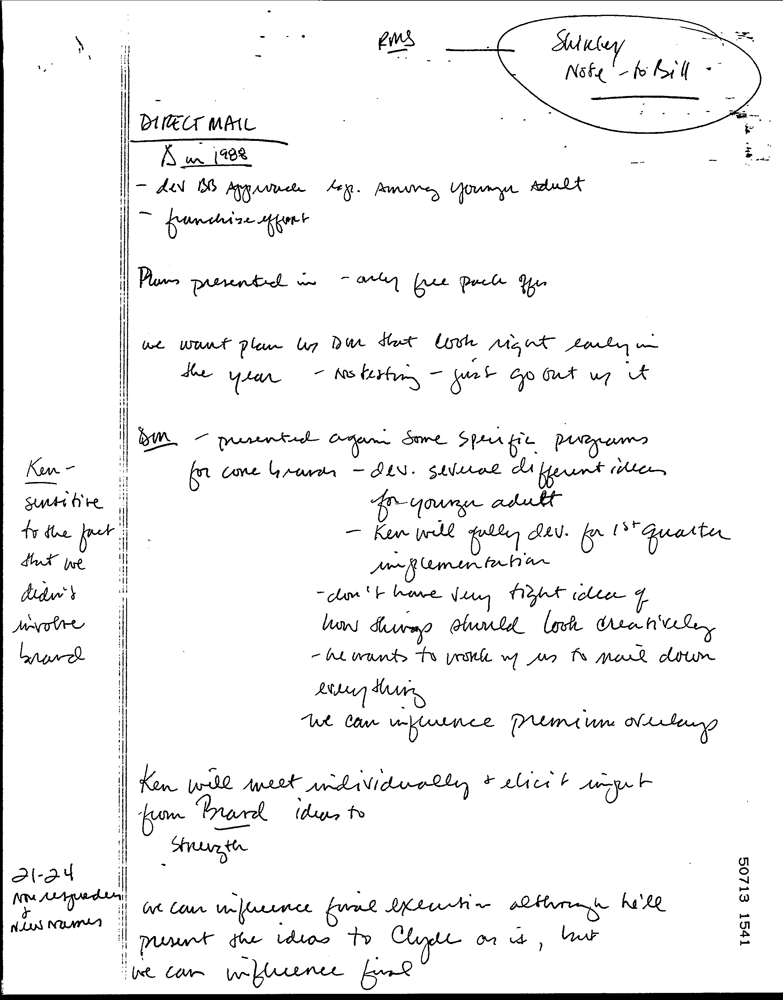 RMS
Shirley
Note - to Bill
DIRECT MAIL
Δ in 1988
- dev BB Approach esp. Among younger Adult
- franchise effort
Plans presented in - only free pack offers
we want plan w/ DM that look right early in
the year - No testing - just go out w/ it
DM - presented again some specific programs
for core brands - dev. several different ideas
for younger adult
- Ken will fully dev. for 1st quarter
implementation
- don't have very tight idea of
how things should look creatively
- he wants to work w/ us to nail down
everything
we can influence premium overlays
Ken -
sensitive
to the fact
that we
didn't
involve
brand
Ken will meet individually & elicit input
from Brand ideas to
Strength
21-24
Non responders
&
New names
we can influence final execution although he'll
present the ideas to Clyde as is, but
we can influence final
50713 1541